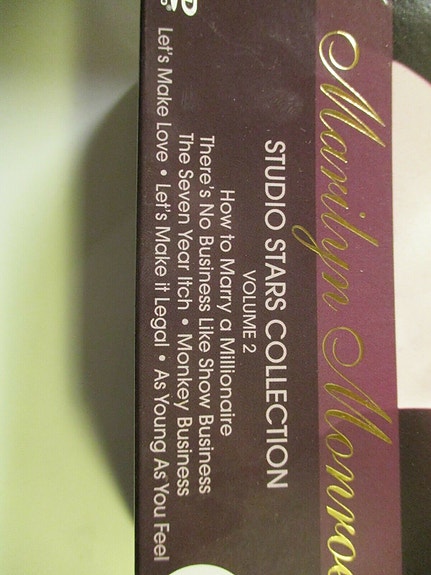 Marilyn Monroe
STUDIO STARS COLLECTION
VOLUME 2
How to Marry a Millionaire
There's No Business Like Show Business
The Seven Year Itch • Monkey Business
Let's Make Love • Let's Make it Legal • As Young As You Feel